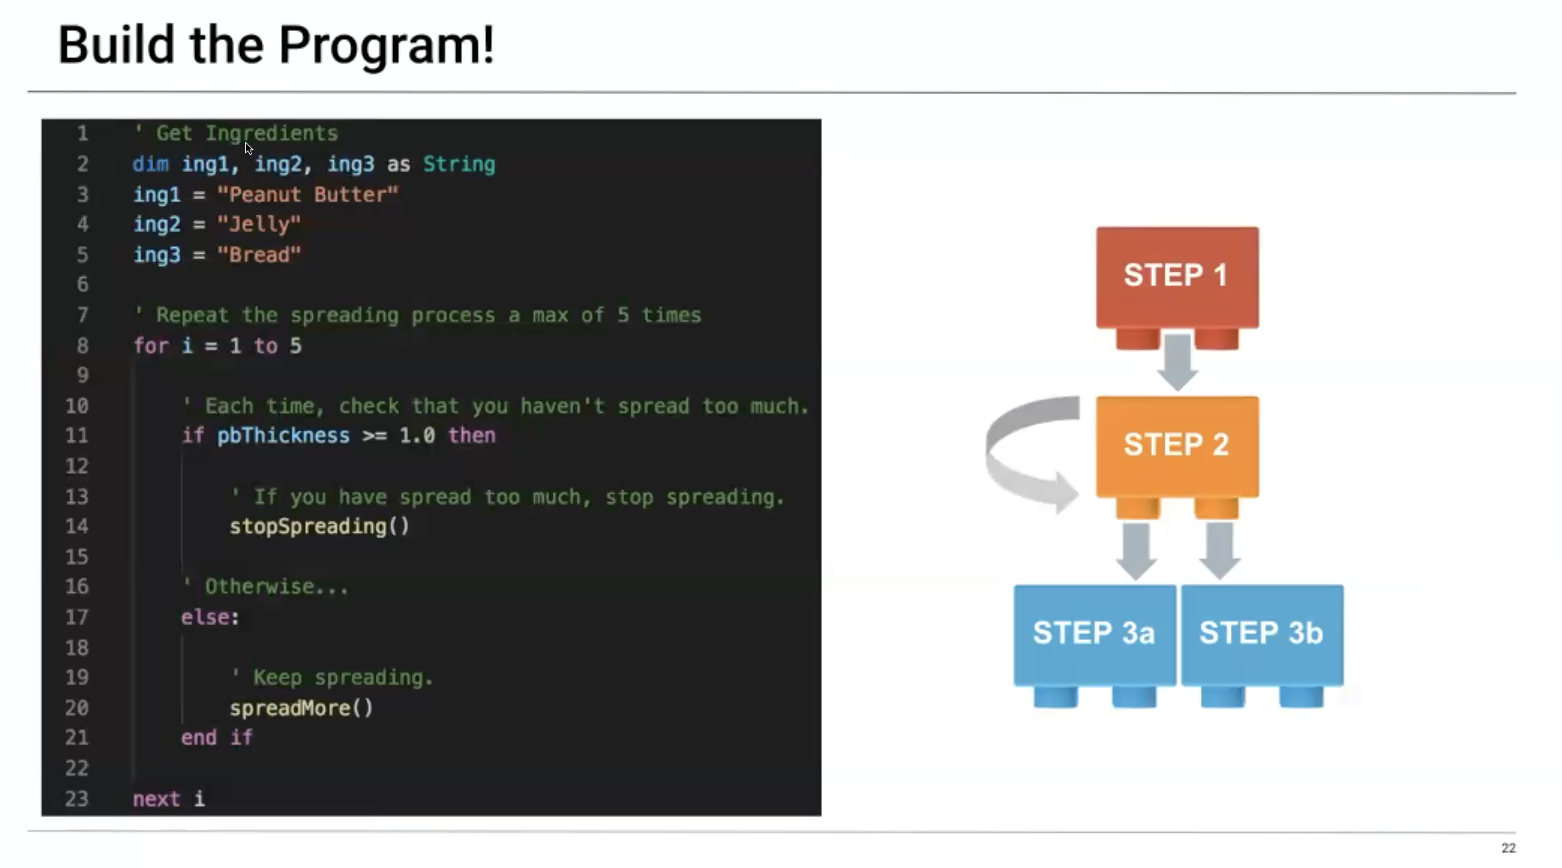 Build the Program!
1 ' Get Ingredients
2 dim ing1, ing2, ing3 as String
3 ing1 = "Peanut Butter"
4 ing2 = "Jelly"
5 ing3 = "Bread"
6
7 ' Repeat the spreading process a max of 5 times
8 for i = 1 to 5
9
10 ' Each time, check that you haven't spread too much.
11 if pbThickness >= 1.0 then
12
13 ' If you have spread too much, stop spreading.
14 stopSpreading()
15
16 ' Otherwise...
17 else:
18
19 ' Keep spreading.
20 spreadMore()
21 end if
22
23 next i
STEP 1
STEP 2
STEP 3a
STEP 3b
22